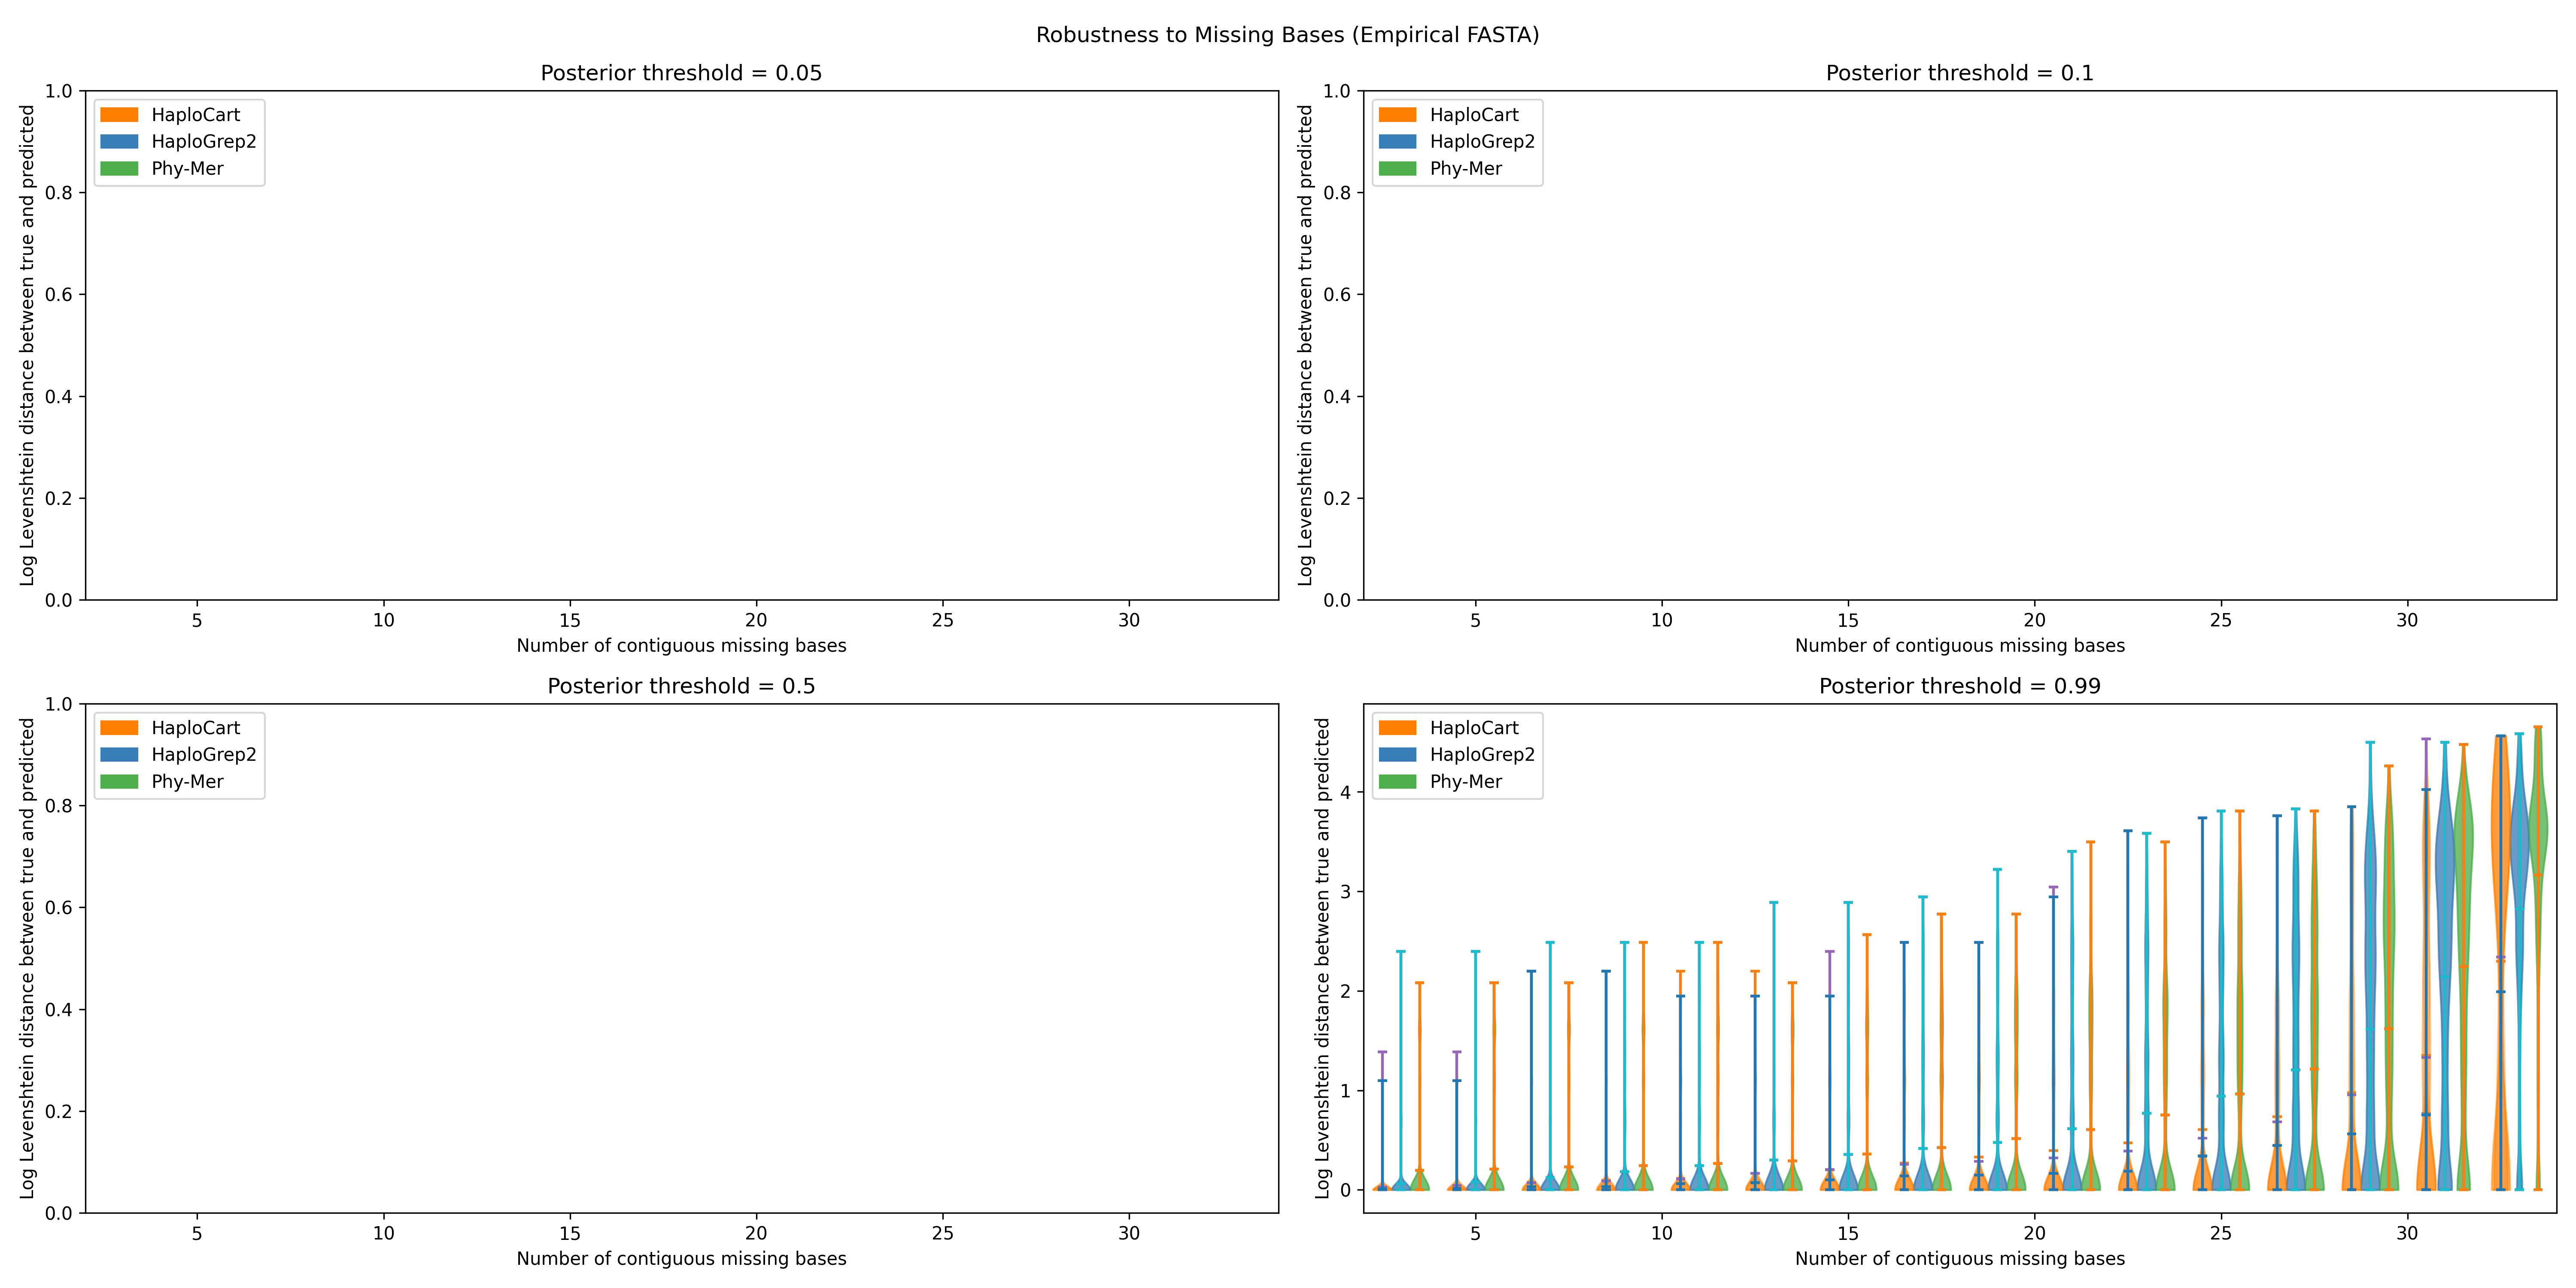 Robustness to Missing Bases (Empirical FASTA)
Posterior threshold = 0.05
Log Levenshtein distance between true and predicted
1.0
0.8
0.6
0.4
0.2
0.0
HaploCart
HaploGrep2
Phy-Mer
5 10 15 20 25 30
Number of contiguous missing bases
Posterior threshold = 0.1
Log Levenshtein distance between true and predicted
1.0
0.8
0.6
0.4
0.2
0.0
HaploCart
HaploGrep2
Phy-Mer
5 10 15 20 25 30
Number of contiguous missing bases
Posterior threshold = 0.5
Log Levenshtein distance between true and predicted
1.0
0.8
0.6
0.4
0.2
0.0
HaploCart
HaploGrep2
Phy-Mer
5 10 15 20 25 30
Number of contiguous missing bases
Posterior threshold = 0.99
Log Levenshtein distance between true and predicted
4
3
2
1
0
HaploCart
HaploGrep2
Phy-Mer
5 10 15 20 25 30
Number of contiguous missing bases